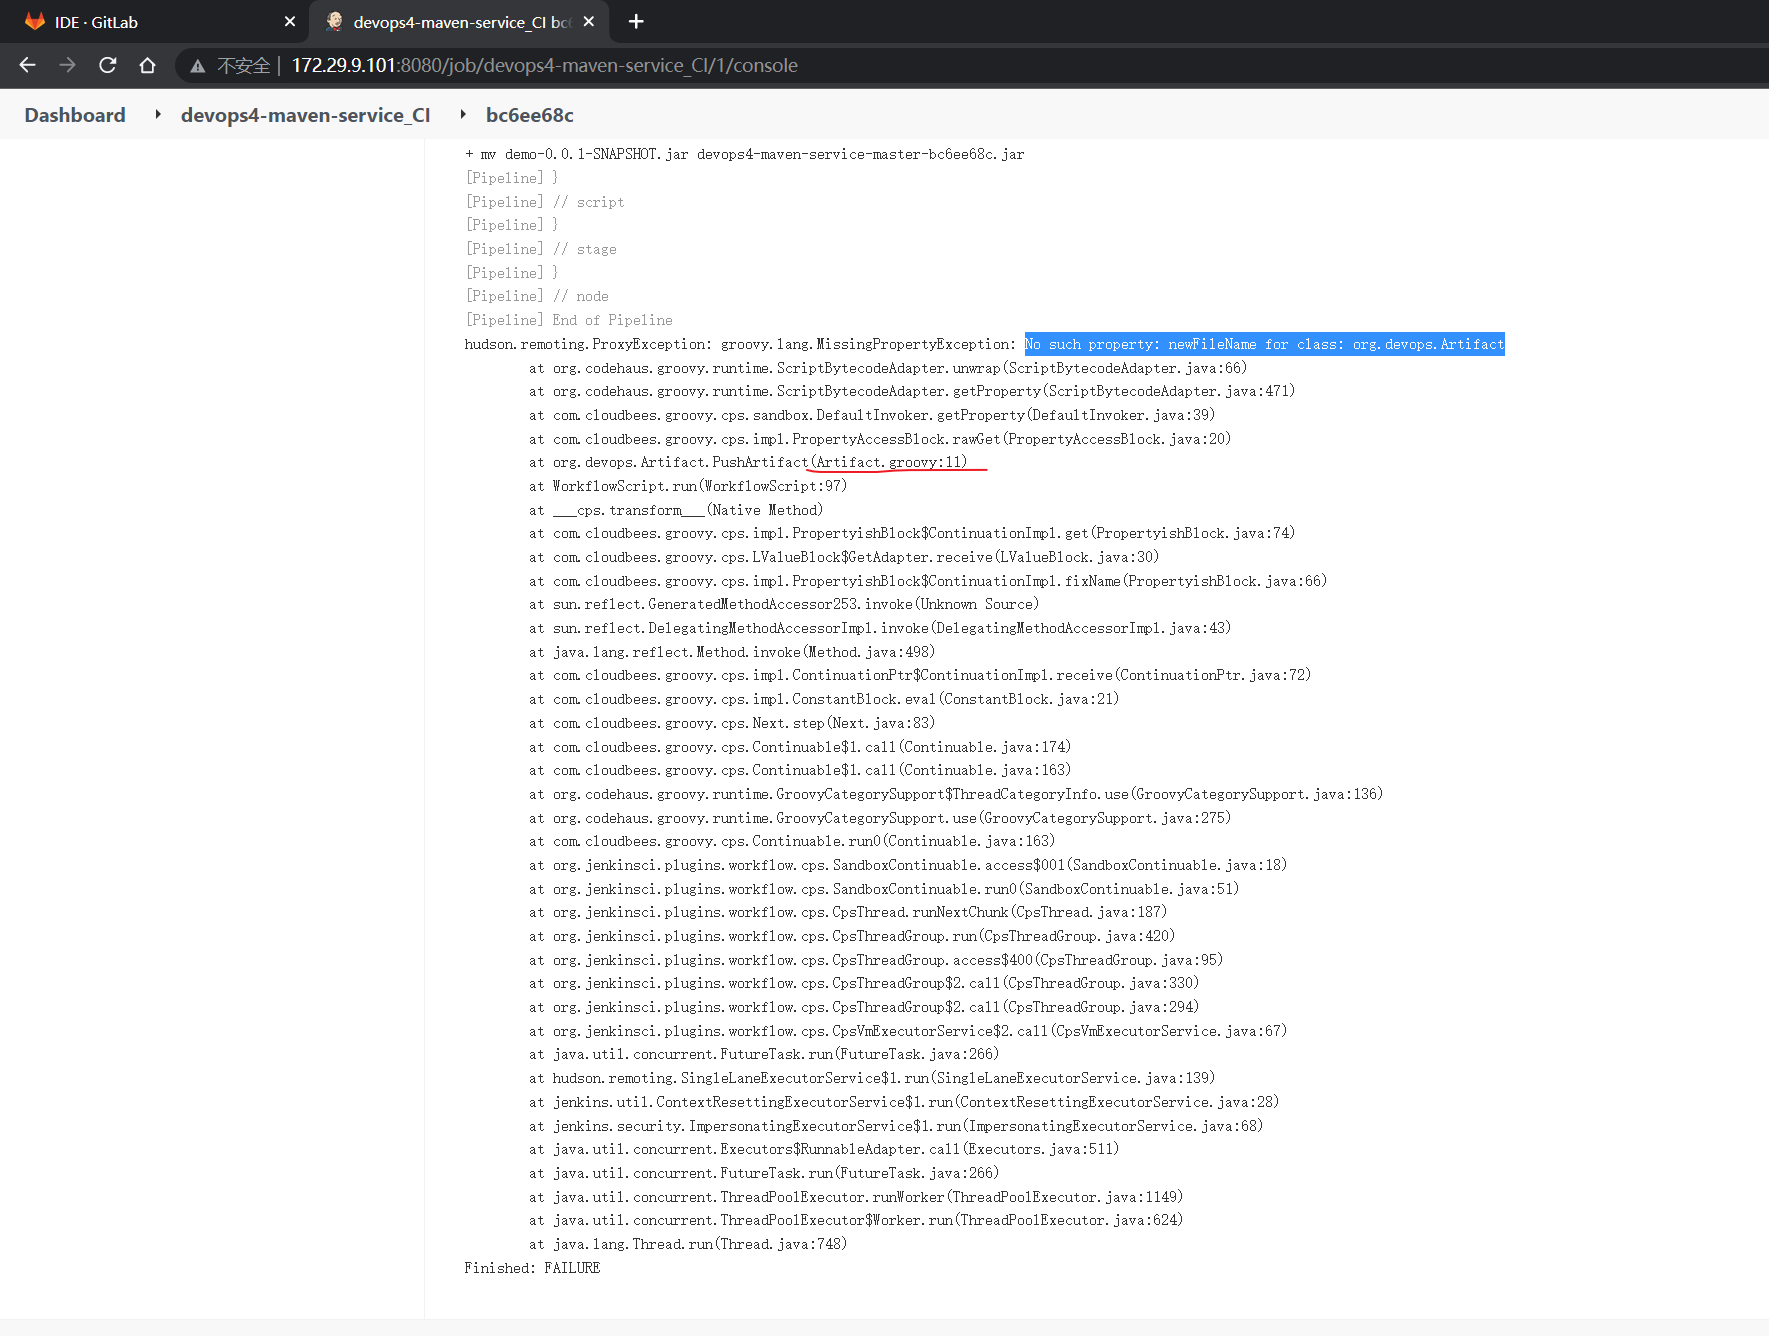 IDE · GitLab
devops4-maven-service_CI bc6
不安全 | 172.29.9.101:8080/job/devops4-maven-service_CI/1/console
Dashboard devops4-maven-service_CI bc6ee68c
+ mv demo-0.0.1-SNAPSHOT.jar devops4-maven-service-master-bc6ee68c.jar
[Pipeline] }
[Pipeline] // script
[Pipeline] }
[Pipeline] // stage
[Pipeline] }
[Pipeline] // node
[Pipeline] End of Pipeline
hudson.remoting.ProxyException: groovy.lang.MissingPropertyException: No such property: newFileName for class: org.devops.Artifact
at org.codehaus.groovy.runtime.ScriptBytecodeAdapter.unwrap(ScriptBytecodeAdapter.java:66)
at org.codehaus.groovy.runtime.ScriptBytecodeAdapter.getProperty(ScriptBytecodeAdapter.java:471)
at com.cloudbees.groovy.cps.sandbox.DefaultInvoker.getProperty(DefaultInvoker.java:39)
at com.cloudbees.groovy.cps.impl.PropertyAccessBlock.rawGet(PropertyAccessBlock.java:20)
at org.devops.Artifact.PushArtifact(Artifact.groovy:11)
at WorkflowScript.run(WorkflowScript:97)
at ___cps.transform___(Native Method)
at com.cloudbees.groovy.cps.impl.PropertyishBlock$ContinuationImpl.get(PropertyishBlock.java:74)
at com.cloudbees.groovy.cps.LValueBlock$GetAdapter.receive(LValueBlock.java:30)
at com.cloudbees.groovy.cps.impl.PropertyishBlock$ContinuationImpl.fixName(PropertyishBlock.java:66)
at sun.reflect.GeneratedMethodAccessor253.invoke(Unknown Source)
at sun.reflect.DelegatingMethodAccessorImpl.invoke(DelegatingMethodAccessorImpl.java:43)
at java.lang.reflect.Method.invoke(Method.java:498)
at com.cloudbees.groovy.cps.impl.ContinuationPtr$ContinuationImpl.receive(ContinuationPtr.java:72)
at com.cloudbees.groovy.cps.impl.ConstantBlock.eval(ConstantBlock.java:21)
at com.cloudbees.groovy.cps.Next.step(Next.java:83)
at com.cloudbees.groovy.cps.Continuable$1.call(Continuable.java:174)
at com.cloudbees.groovy.cps.Continuable$1.call(Continuable.java:163)
at org.codehaus.groovy.runtime.GroovyCategorySupport$ThreadCategoryInfo.use(GroovyCategorySupport.java:136)
at org.codehaus.groovy.runtime.GroovyCategorySupport.use(GroovyCategorySupport.java:275)
at com.cloudbees.groovy.cps.Continuable.run0(Continuable.java:163)
at org.jenkinsci.plugins.workflow.cps.SandboxContinuable.access$001(SandboxContinuable.java:18)
at org.jenkinsci.plugins.workflow.cps.SandboxContinuable.run0(SandboxContinuable.java:51)
at org.jenkinsci.plugins.workflow.cps.CpsThread.runNextChunk(CpsThread.java:187)
at org.jenkinsci.plugins.workflow.cps.CpsThreadGroup.run(CpsThreadGroup.java:420)
at org.jenkinsci.plugins.workflow.cps.CpsThreadGroup.access$400(CpsThreadGroup.java:95)
at org.jenkinsci.plugins.workflow.cps.CpsThreadGroup$2.call(CpsThreadGroup.java:330)
at org.jenkinsci.plugins.workflow.cps.CpsThreadGroup$2.call(CpsThreadGroup.java:294)
at org.jenkinsci.plugins.workflow.cps.CpsVmExecutorService$2.call(CpsVmExecutorService.java:67)
at java.util.concurrent.FutureTask.run(FutureTask.java:266)
at hudson.remoting.SingleLaneExecutorService$1.run(SingleLaneExecutorService.java:139)
at jenkins.util.ContextResettingExecutorService$1.run(ContextResettingExecutorService.java:28)
at jenkins.security.ImpersonatingExecutorService$1.run(ImpersonatingExecutorService.java:68)
at java.util.concurrent.Executors$RunnableAdapter.call(Executors.java:511)
at java.util.concurrent.FutureTask.run(FutureTask.java:266)
at java.util.concurrent.ThreadPoolExecutor.runWorker(ThreadPoolExecutor.java:1149)
at java.util.concurrent.ThreadPoolExecutor$Worker.run(ThreadPoolExecutor.java:624)
at java.lang.Thread.run(Thread.java:748)
Finished: FAILURE